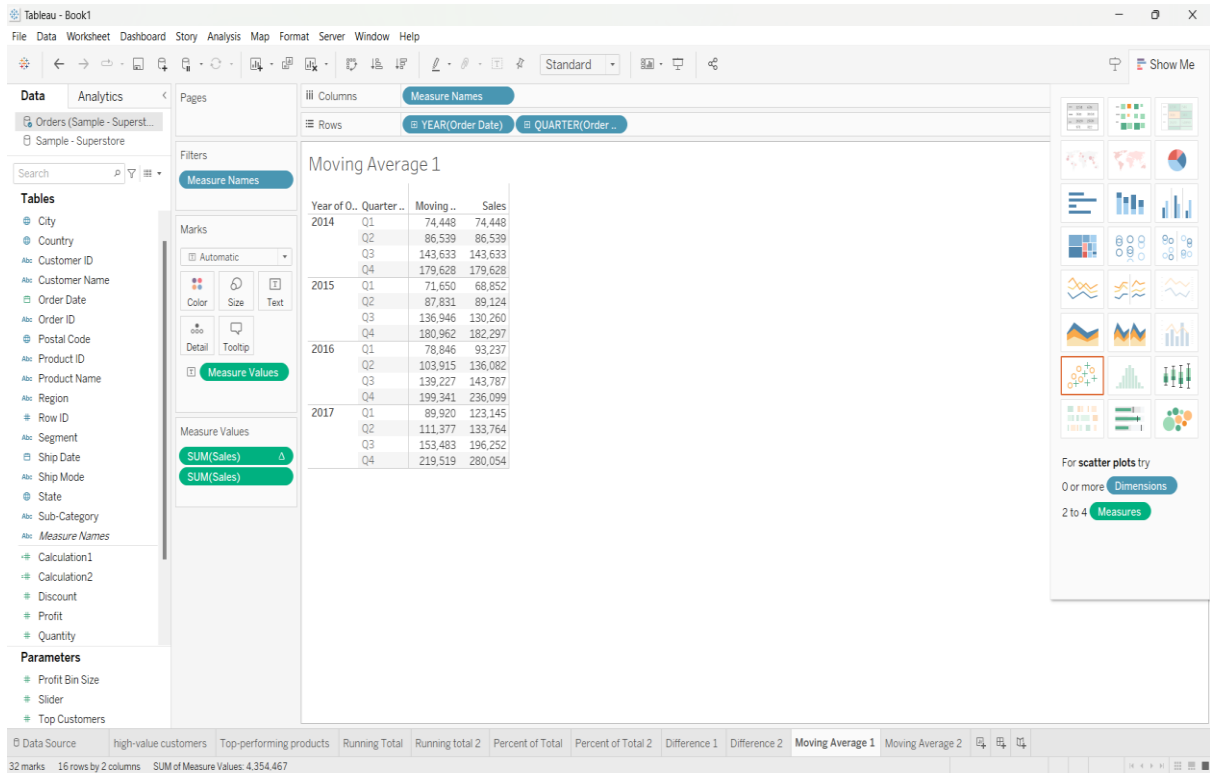 Tableau - Book1
File Data Worksheet Dashboard Story Analysis Map Format Server Window Help
Standard
Show Me
Data Analytics
Orders (Sample - Superst...
Sample - Superstore
Search
Tables
City
Country
Abc Customer ID
Abc Customer Name
Order Date
Abc Order ID
Postal Code
Abc Product ID
Abc Product Name
Abc Region
# Row ID
Abc Segment
Ship Date
Abc Ship Mode
State
Abc Sub-Category
Abc Measure Names
=# Calculation1
=# Calculation2
# Discount
# Profit
# Quantity
Parameters
# Profit Bin Size
# Slider
# Top Customers
Pages
Filters
Measure Names
Marks
Automatic
Color Size Text
Detail Tooltip
Measure Values
Measure Values
SUM(Sales) Δ
SUM(Sales)
Columns Measure Names
Rows YEAR(Order Date) QUARTER(Order ..
Moving Average 1
Year of O.. Quarter .. Moving .. Sales
2014 Q1 74,448 74,448
Q2 86,539 86,539
Q3 143,633 143,633
Q4 179,628 179,628
2015 Q1 71,650 68,852
Q2 87,831 89,124
Q3 136,946 130,260
Q4 180,962 182,297
2016 Q1 78,846 93,237
Q2 103,915 136,082
Q3 139,227 143,787
Q4 199,341 236,099
2017 Q1 89,920 123,145
Q2 111,377 133,764
Q3 153,483 196,252
Q4 219,519 280,054
For scatter plots try
0 or more Dimensions
2 to 4 Measures
Data Source high-value customers Top-performing products Running Total Running total 2 Percent of Total Percent of Total 2 Difference 1 Difference 2 Moving Average 1 Moving Average 2
32 marks 16 rows by 2 columns SUM of Measure Values: 4,354,467